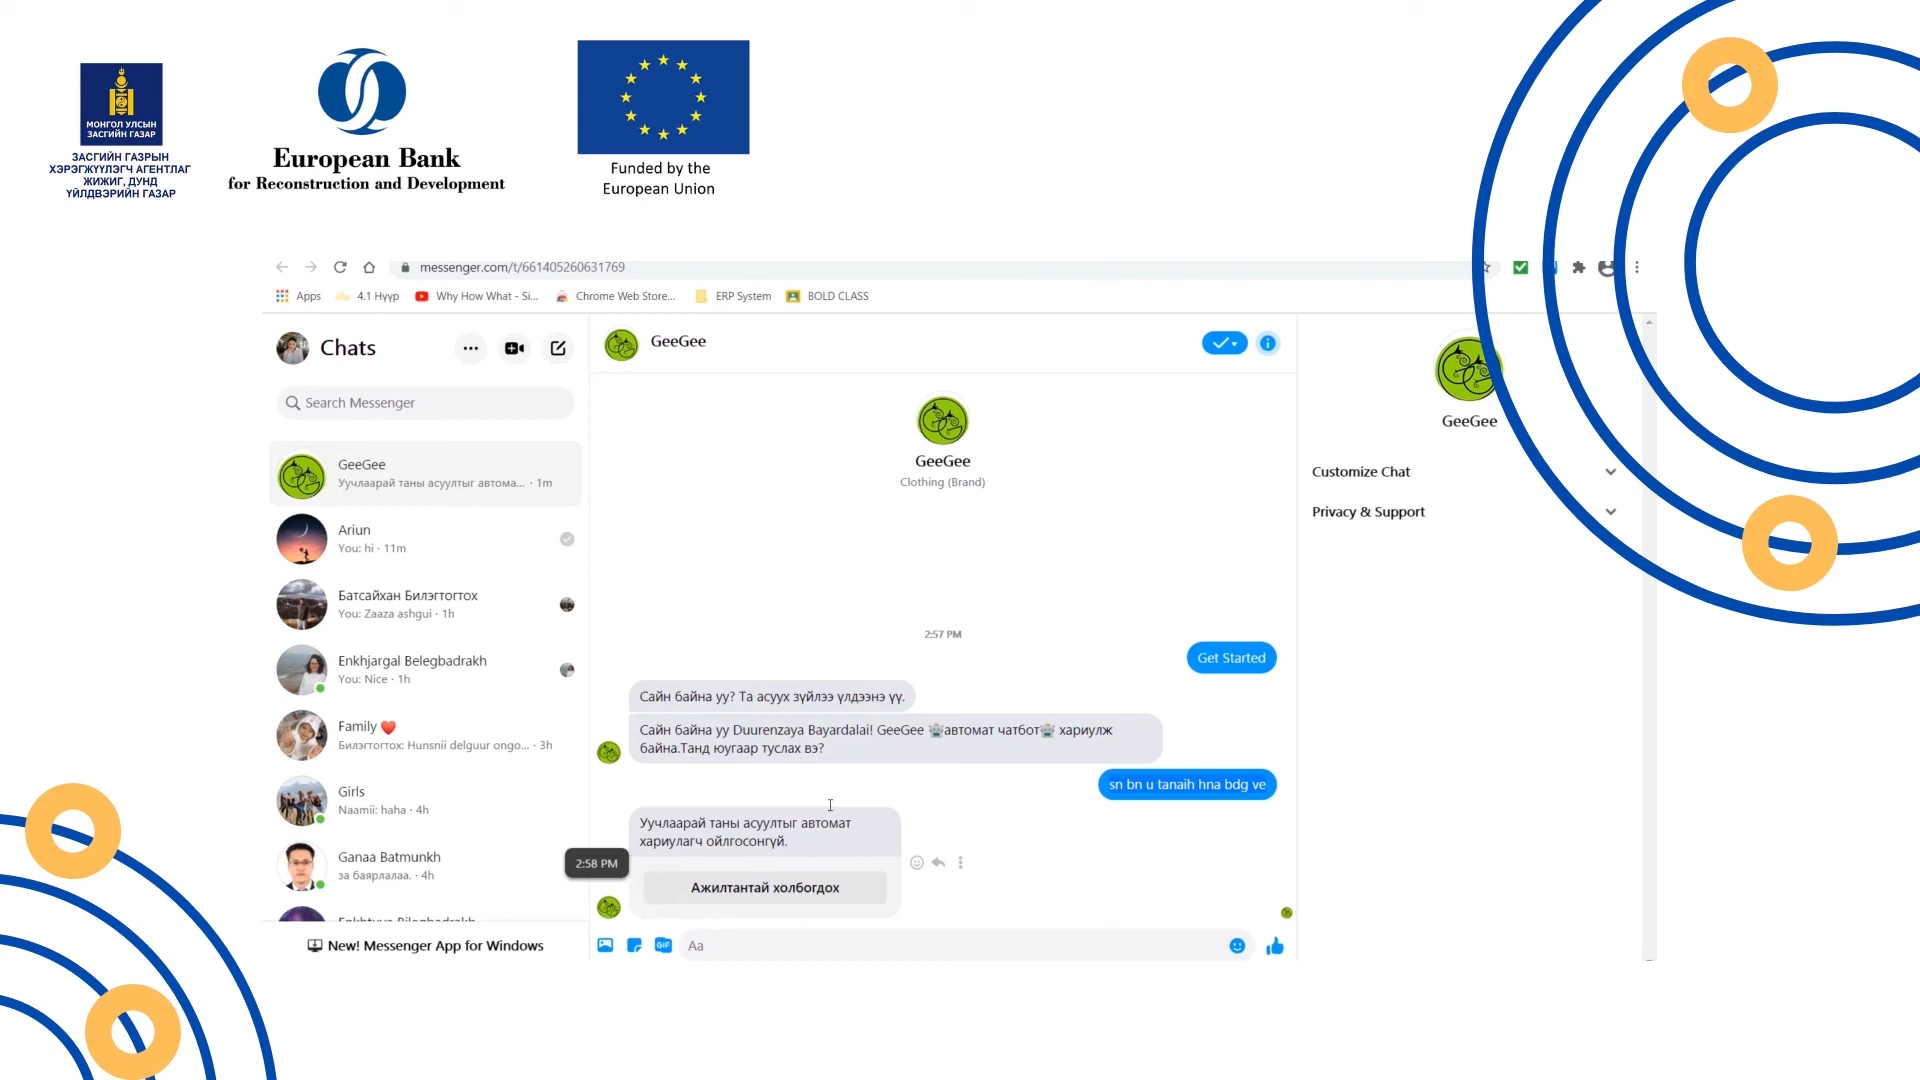 МОНГОЛ УЛСЫН
ЗАСГИЙН ГАЗАР
ЗАСГИЙН ГАЗРЫН
ХЭРЭГЖҮҮЛЭГЧ АГЕНТЛАГ
ЖИЖИГ, ДУНД
ҮЙЛДВЭРИЙН ГАЗАР
European Bank
for Reconstruction and Development
Funded by the
European Union
messenger.com/t/661405260631769
Apps
4.1 Нүүр
Why How What - Si...
Chrome Web Store...
ERP System
BOLD CLASS
Chats
Search Messenger
GeeGee
Уучлаарай таны асуултыг автома... · 1m
Ariun
You: hi · 11m
Батсайхан Билэгтогтох
You: Zaaza ashgui · 1h
Enkhjargal Belegbadrakh
You: Nice · 1h
Family
Билэгтогтох: Hunsnii delguur ongo... · 3h
Girls
Naamii: haha · 4h
Ganaa Batmunkh
за баярлалаа. · 4h
New! Messenger App for Windows
GeeGee
GeeGee
Clothing (Brand)
2:57 PM
Get Started
Сайн байна уу? Та асуух зүйлээ үлдээнэ үү.
Сайн байна уу Duurenzaya Bayardalai! GeeGee 🤖автомат чатбот🤖 хариулж
байна.Танд юугаар туслах вэ?
sn bn u tanaih hna bdg ve
Уучлаарай таны асуултыг автомат
хариулагч ойлгосонгүй.
2:58 PM
Ажилтантай холбогдох
GIF
Aa
GeeGee
Customize Chat
Privacy & Support